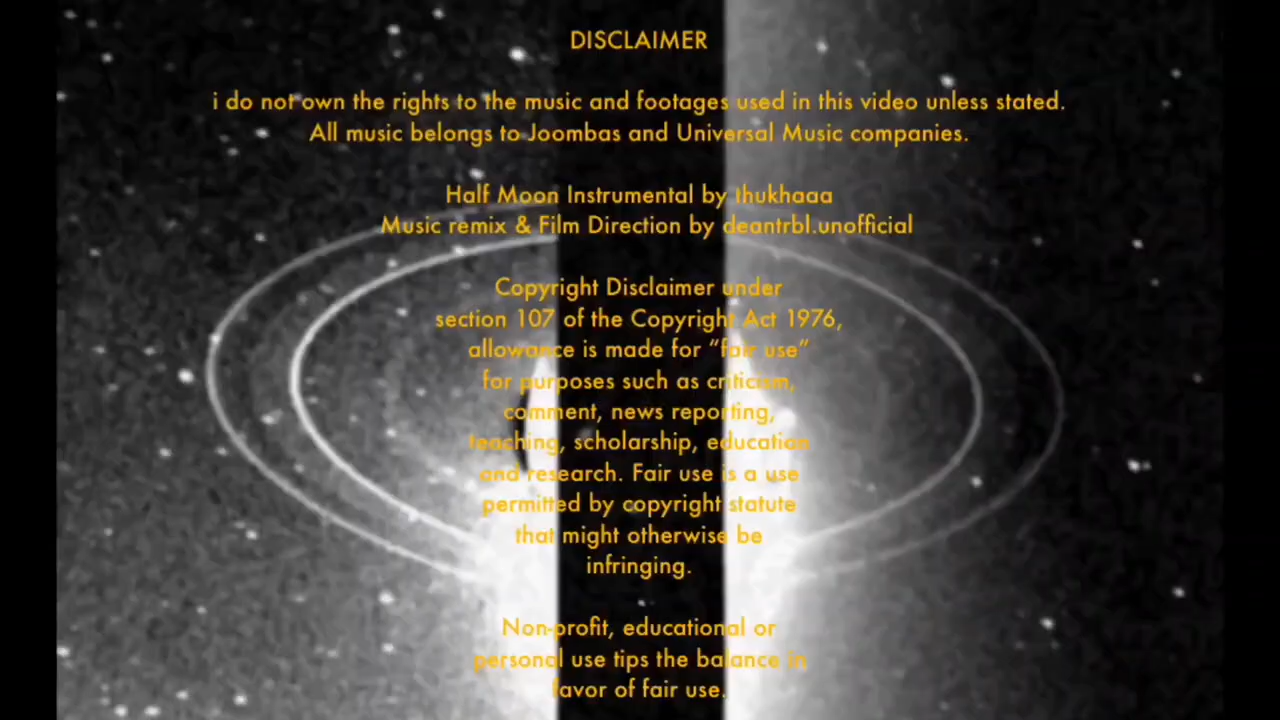 DISCLAIMER
i do not own the rights to the music and footages used in this video unless stated.
All music belongs to Joombas and Universal Music companies.
Half Moon Instrumental by thukhaaa
Music remix & Film Direction by deantrbl.unofficial
Copyright Disclaimer under
section 107 of the Copyright Act 1976,
allowance is made for “fair use”
for purposes such as criticism,
comment, news reporting,
teaching, scholarship, education
and research. Fair use is a use
permitted by copyright statute
that might otherwise be
infringing.
Non-profit, educational or
personal use tips the balance in
favor of fair use.